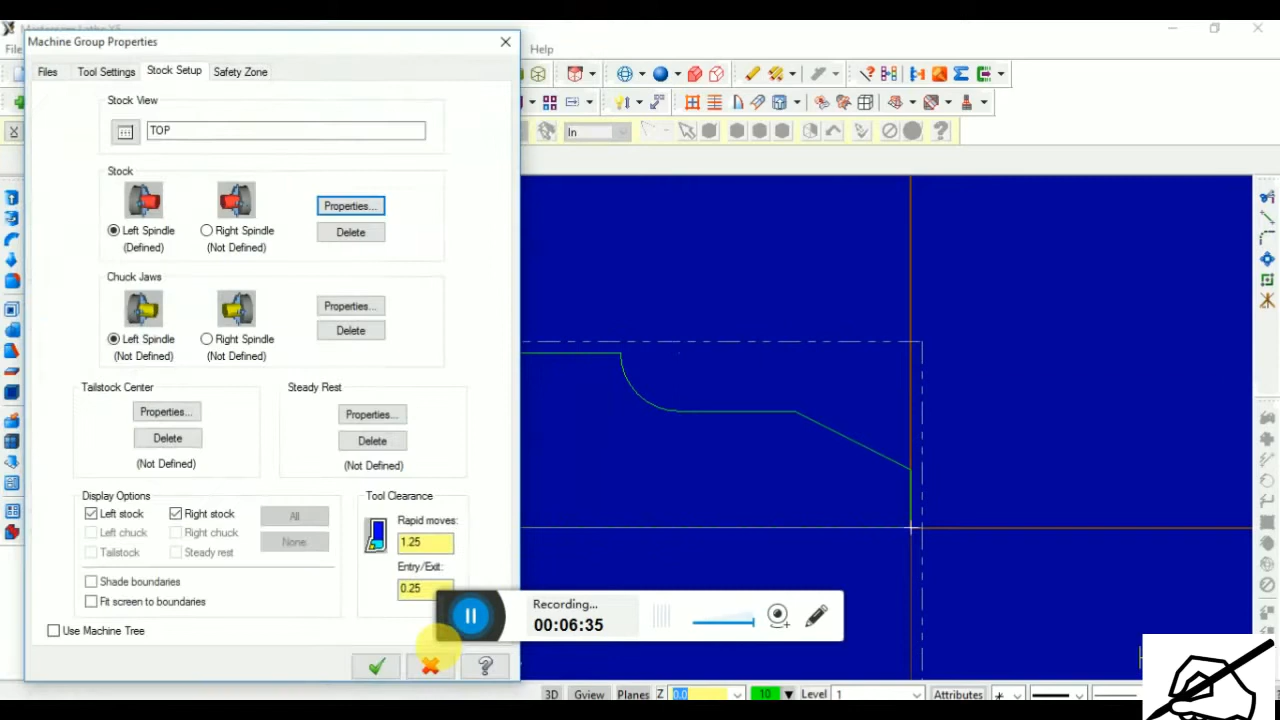 Machine Group Properties
File
Help
Files
Tool Settings
Stock Setup
Safety Zone
Stock View
TOP
In
Stock
Properties...
Left Spindle
Right Spindle
Delete
(Defined)
(Not Defined)
Chuck Jaws
Properties...
Delete
Left Spindle
Right Spindle
(Not Defined)
(Not Defined)
Tailstock Center
Steady Rest
Properties...
Properties...
Delete
Delete
(Not Defined)
(Not Defined)
Display Options
Tool Clearance
Left stock
Right stock
All
Rapid moves:
Left chuck
Right chuck
None
1.25
Tailstock
Steady rest
Entry/Exit:
Shade boundaries
0.25
Fit screen to boundaries
Recording...
00:06:35
Use Machine Tree
3D
Gview
Planes
Z
0.0
10
Level
1
Attributes